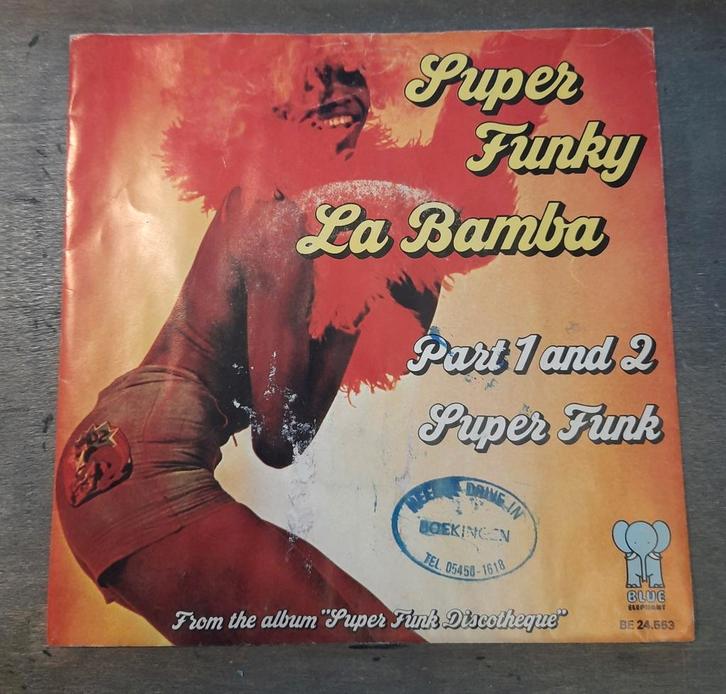 Super
Funky
La Bamba
Part 1 and 2
Super Funk
DRIVE-IN
BOEKINGEN
TEL. 05450-1618
BLUE
ELEPHANT
BE 24.553
From the album "Super Funk Discotheque"